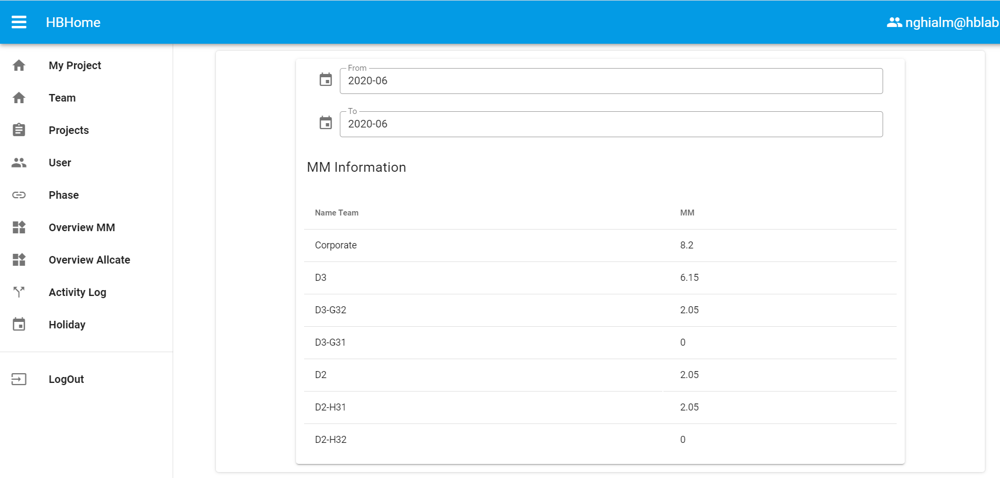 HBHome
nghialm@hblab
My Project
Team
Projects
User
Phase
Overview MM
Overview Allcate
Activity Log
Holiday
LogOut
From
2020-06
To
2020-06
MM Information
Name Team MM
Corporate 8.2
D3 6.15
D3-G32 2.05
D3-G31 0
D2 2.05
D2-H31 2.05
D2-H32 0